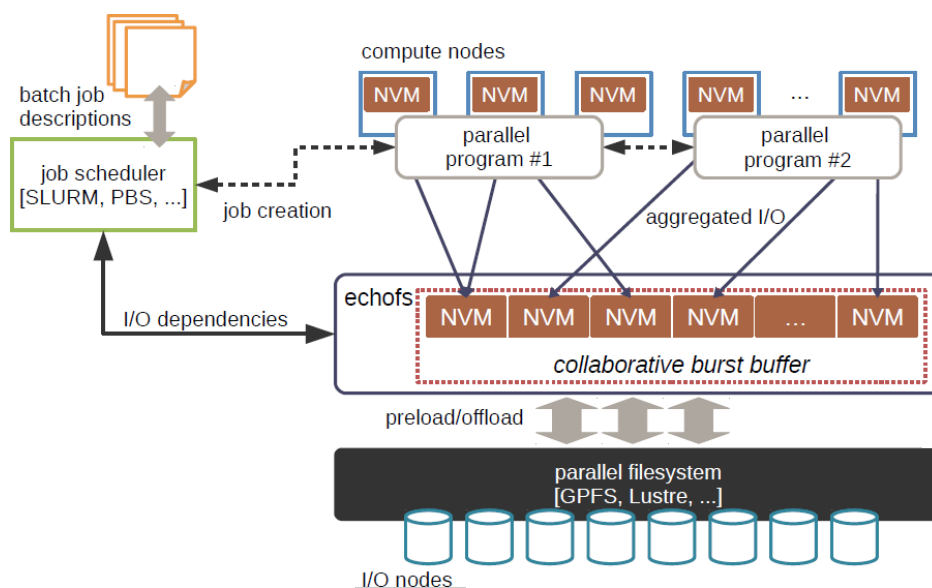 compute nodes
NVM
NVM
NVM
NVM
...
NVM
batch job
descriptions
parallel
program #1
parallel
program #2
job scheduler
[SLURM, PBS, ...]
job creation
aggregated I/O
echofs
NVM
NVM
NVM
NVM
...
NVM
I/O dependencies
collaborative burst buffer
preload/offload
parallel filesystem
[GPFS, Lustre, ...]
I/O nodes